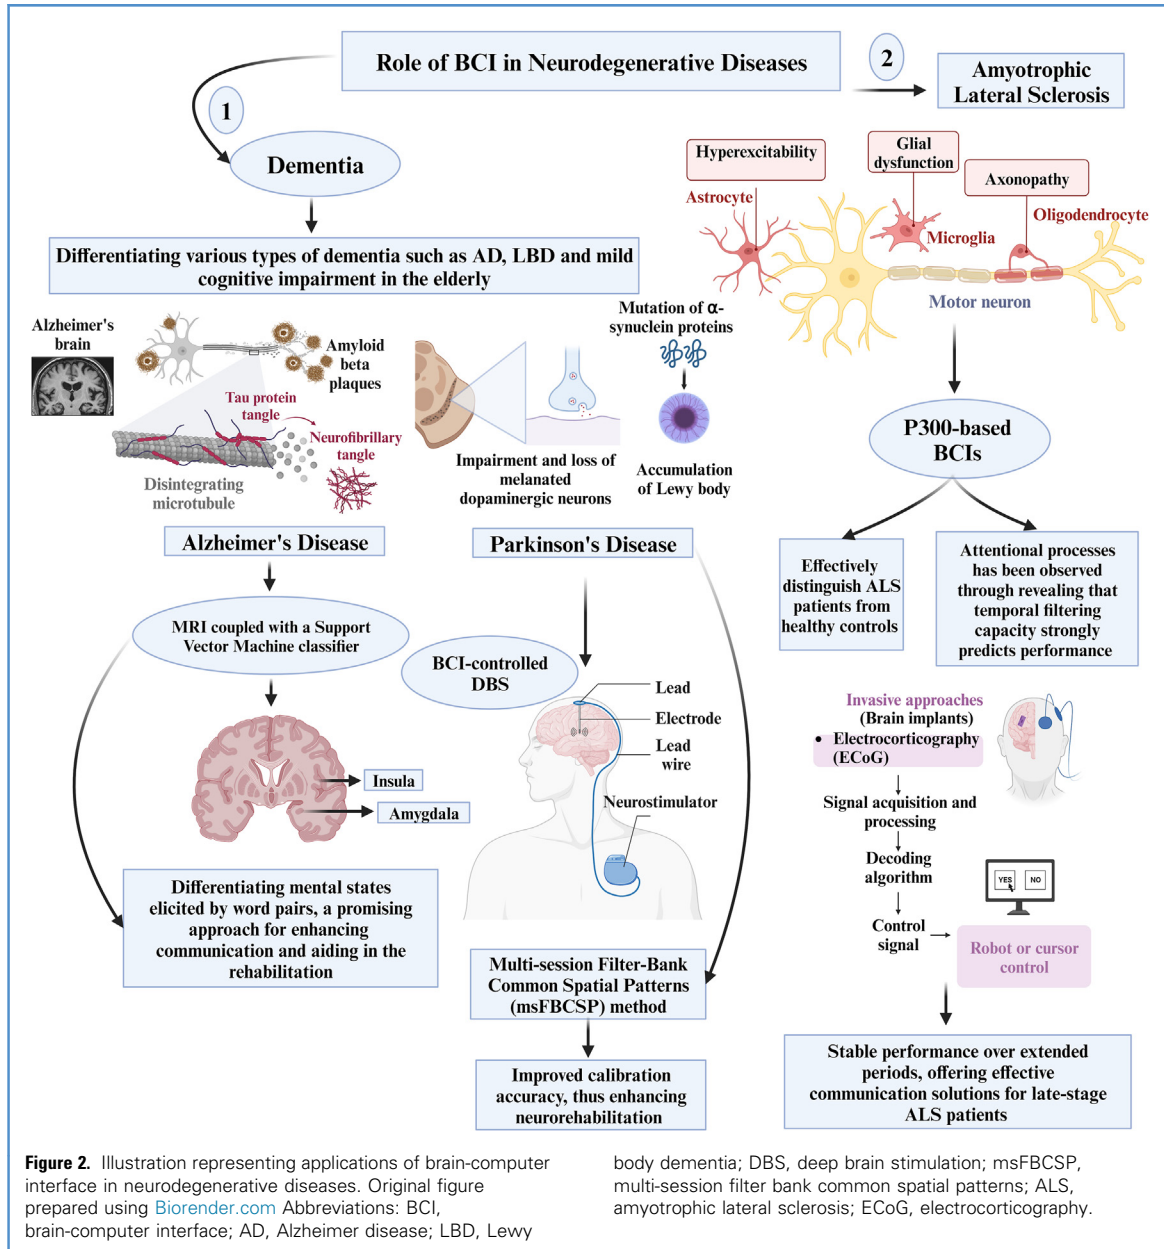 Role of BCI in Neurodegenerative Diseases
1
2
Amyotrophic
Lateral Sclerosis
Dementia
Differentiating various types of dementia such as AD, LBD and mild
cognitive impairment in the elderly
Alzheimer's
brain
Amyloid
beta
plaques
Tau protein
tangle
Neurofibrillary
tangle
Disintegrating
microtubule
Impairment and loss of
melanated
dopaminergic neurons
Mutation of α-
synuclein proteins
Accumulation
of Lewy body
Alzheimer's Disease
Parkinson's Disease
MRI coupled with a Support
Vector Machine classifier
Insula
Amygdala
Differentiating mental states
elicited by word pairs, a promising
approach for enhancing
communication and aiding in the
rehabilitation
BCI-controlled
DBS
Lead
Electrode
Lead
wire
Neurostimulator
Multi-session Filter-Bank
Common Spatial Patterns
(msFBCSP) method
Improved calibration
accuracy, thus enhancing
neurorehabilitation
Hyperexcitability
Astrocyte
Glial
dysfunction
Microglia
Axonopathy
Oligodendrocyte
Motor neuron
P300-based
BCIs
Effectively
distinguish ALS
patients from
healthy controls
Attentional processes
has been observed
through revealing that
temporal filtering
capacity strongly
predicts performance
Invasive approaches
(Brain implants)
• Electrocorticography
(ECoG)
Signal acquisition and
processing
Decoding
algorithm
Control
signal
YES
NO
Robot or cursor
control
Stable performance over extended
periods, offering effective
communication solutions for late-stage
ALS patients
Figure 2. Illustration representing applications of brain-computer
interface in neurodegenerative diseases. Original figure
prepared using Biorender.com Abbreviations: BCI,
brain-computer interface; AD, Alzheimer disease; LBD, Lewy
body dementia; DBS, deep brain stimulation; msFBCSP,
multi-session filter bank common spatial patterns; ALS,
amyotrophic lateral sclerosis; ECoG, electrocorticography.